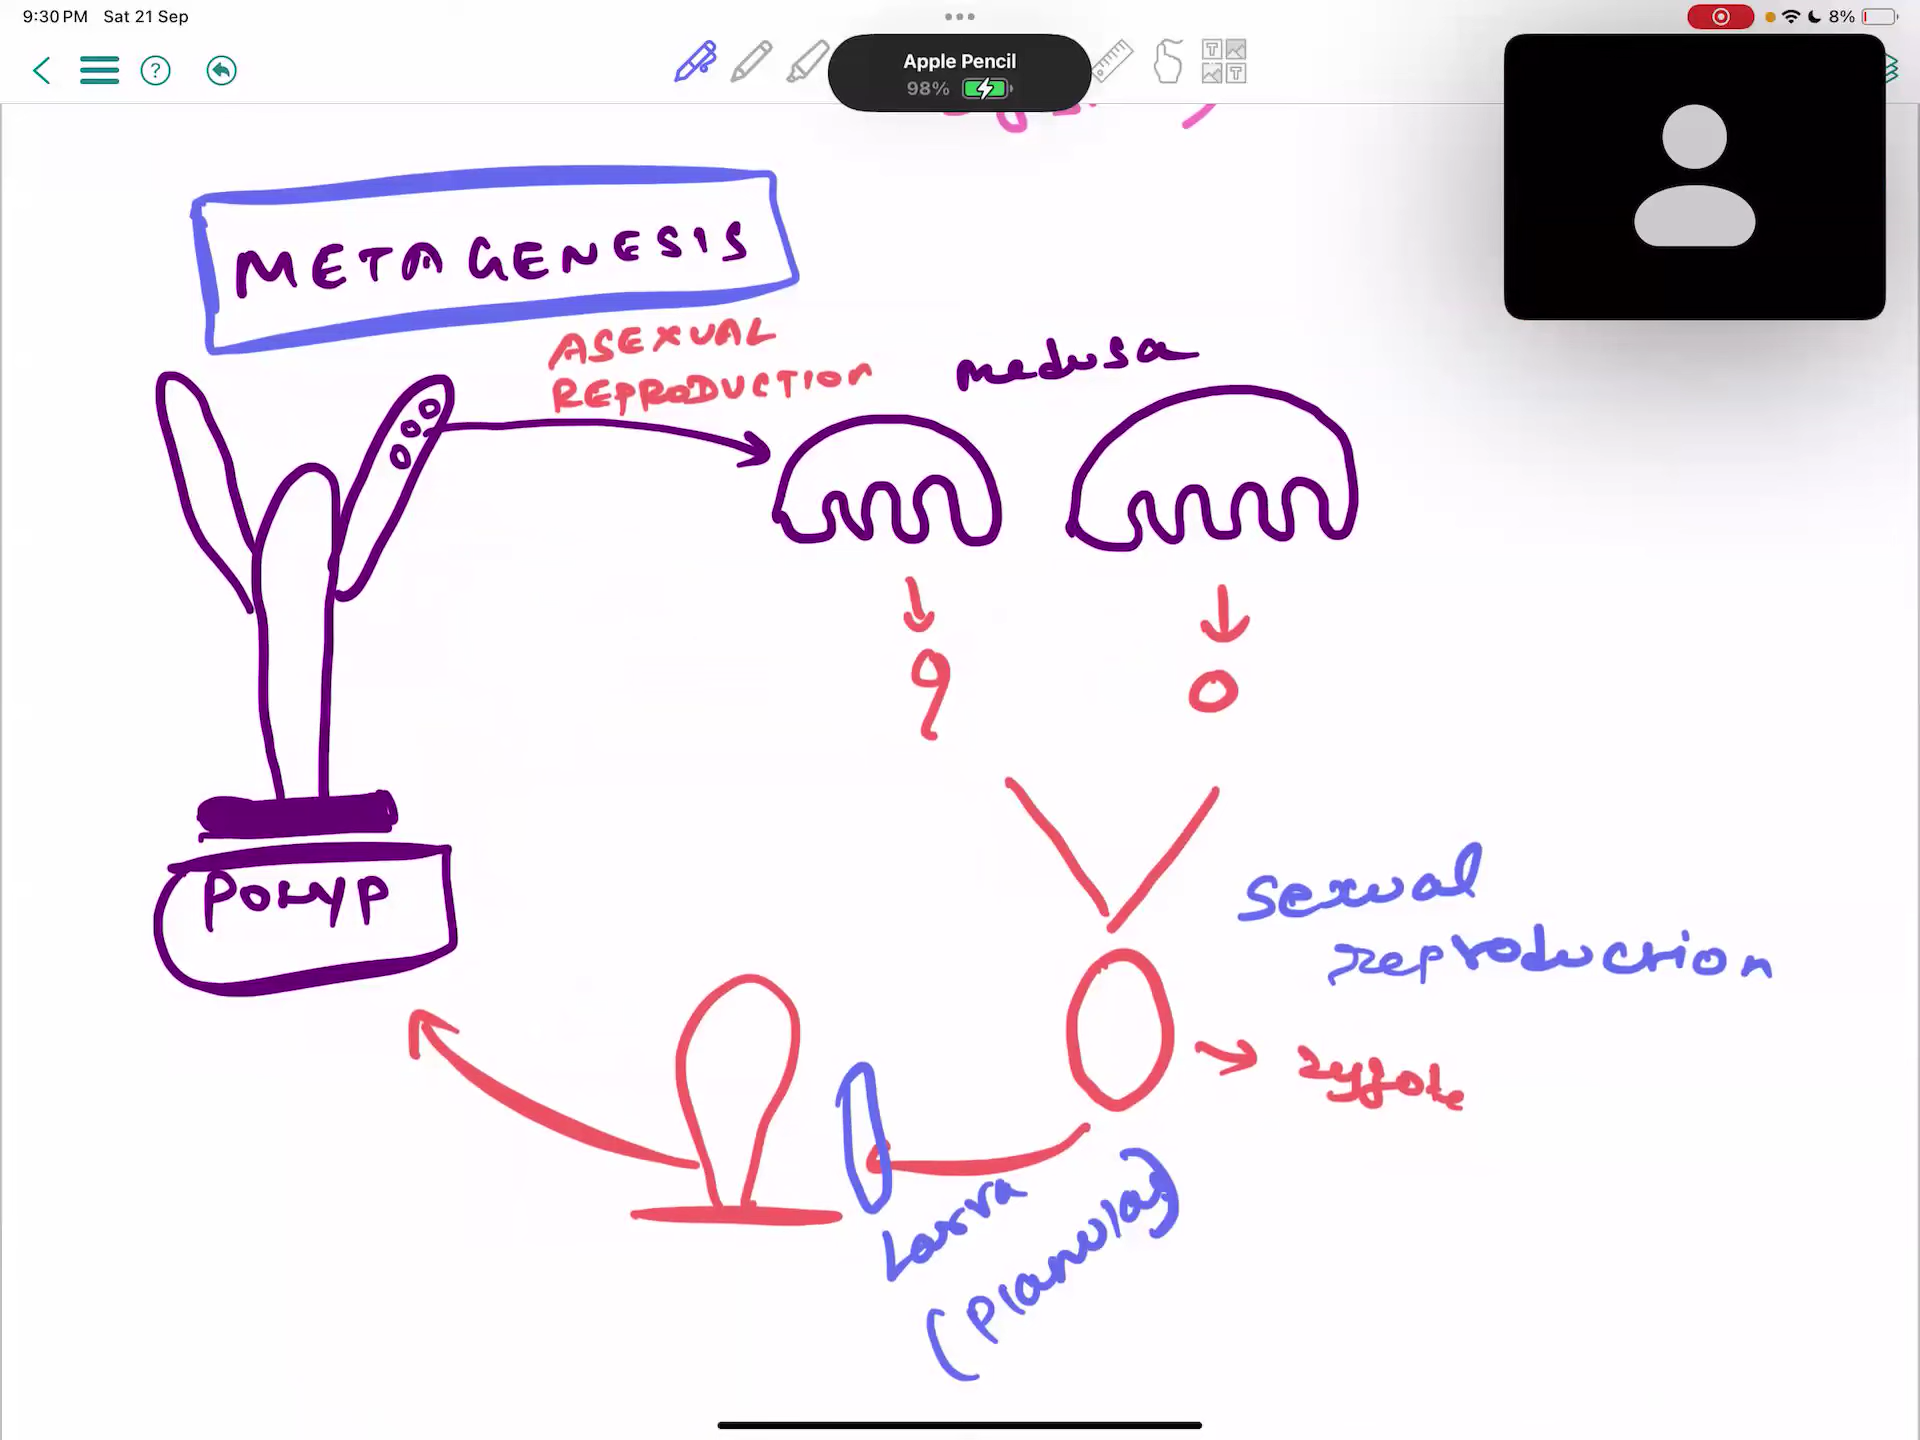 9:30 PM Sat 21 Sep
8%
Apple Pencil
98%
METAGENESIS
ASEXUAL
REPRODUCTION
medusa
POLYP
sexual
reproduction
zygote
Larva
(Planula)